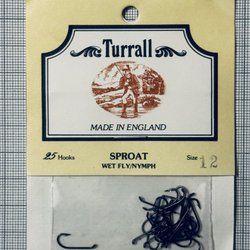 Turrall
MADE IN ENGLAND
25 Hooks SPROAT Size 12
WET FLY/NYMPH